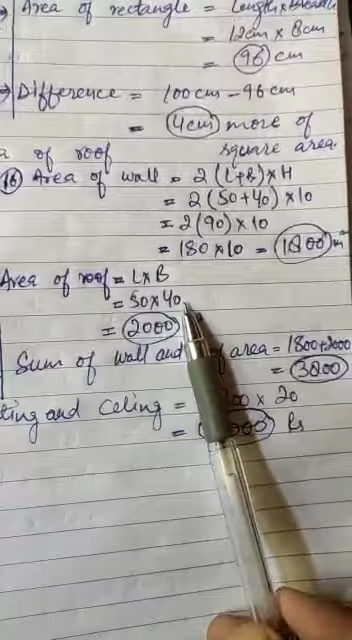 Area of rectangle = Length x Breadth
= 12cm x 8cm
= 96 cm
Difference = 100cm - 96cm
= 4cm more of
square area
a of roof
16 Area of wall = 2(L+B) x H
= 2(50+40) x 10
= 2(90) x 10
= 180 x 10 = 1800 m²
Area of roof = L x B
= 50 x 40
= 2000
Sum of wall and area = 1800 + 2000
= 3800
ting and Celing = x 20
= Rs